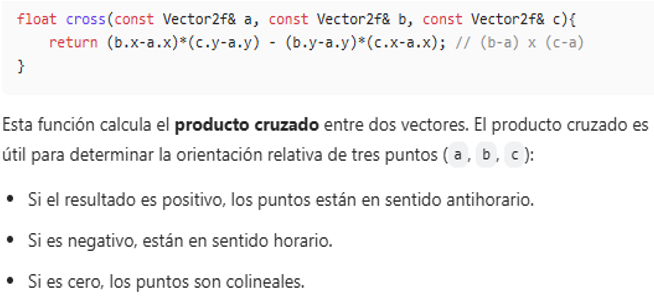 float cross(const Vector2f& a, const Vector2f& b, const Vector2f& c){
    return (b.x-a.x)*(c.y-a.y) - (b.y-a.y)*(c.x-a.x); // (b-a) x (c-a)
}
Esta función calcula el producto cruzado entre dos vectores. El producto cruzado es
útil para determinar la orientación relativa de tres puntos ( a , b , c ):
• Si el resultado es positivo, los puntos están en sentido antihorario.
• Si es negativo, están en sentido horario.
• Si es cero, los puntos son colineales.